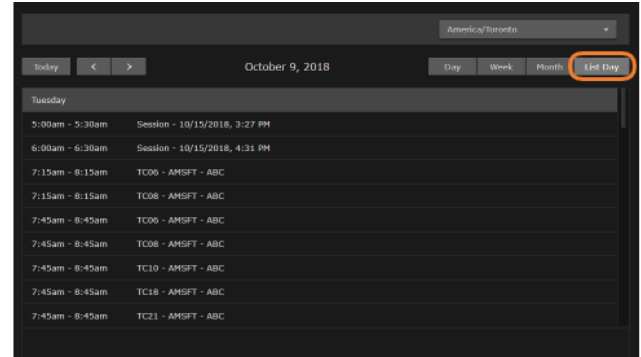 America/Toronto
Today < > October 9, 2018 Day Week Month List Day
Tuesday
5:00am - 5:30am Session - 10/15/2018, 3:27 PM
6:00am - 6:30am Session - 10/15/2018, 4:31 PM
7:15am - 8:15am TC06 - AMSFT - ABC
7:15am - 8:15am TC08 - AMSFT - ABC
7:45am - 8:45am TC06 - AMSFT - ABC
7:45am - 8:45am TC08 - AMSFT - ABC
7:45am - 8:45am TC10 - AMSFT - ABC
7:45am - 8:45am TC18 - AMSFT - ABC
7:45am - 8:45am TC21 - AMSFT - ABC